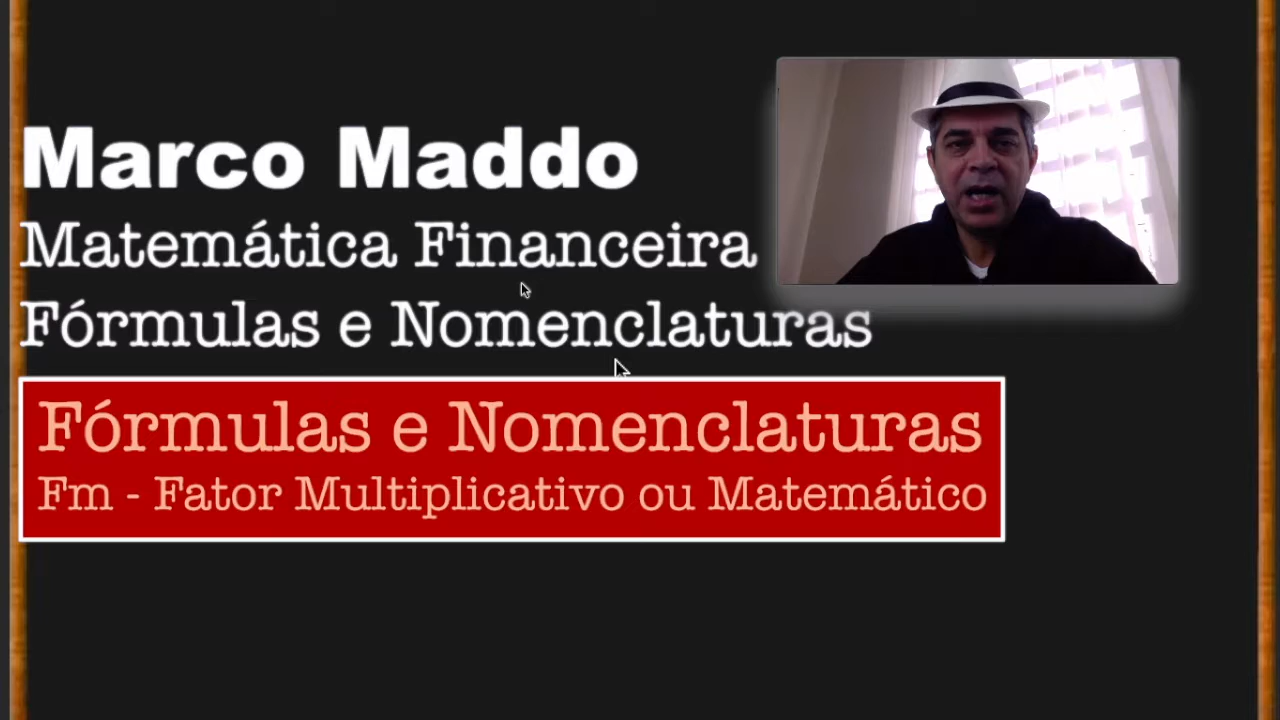 Marco Maddo
Matemática Financeira
Fórmulas e Nomenclaturas
Fórmulas e Nomenclaturas
Fm - Fator Multiplicativo ou Matemático